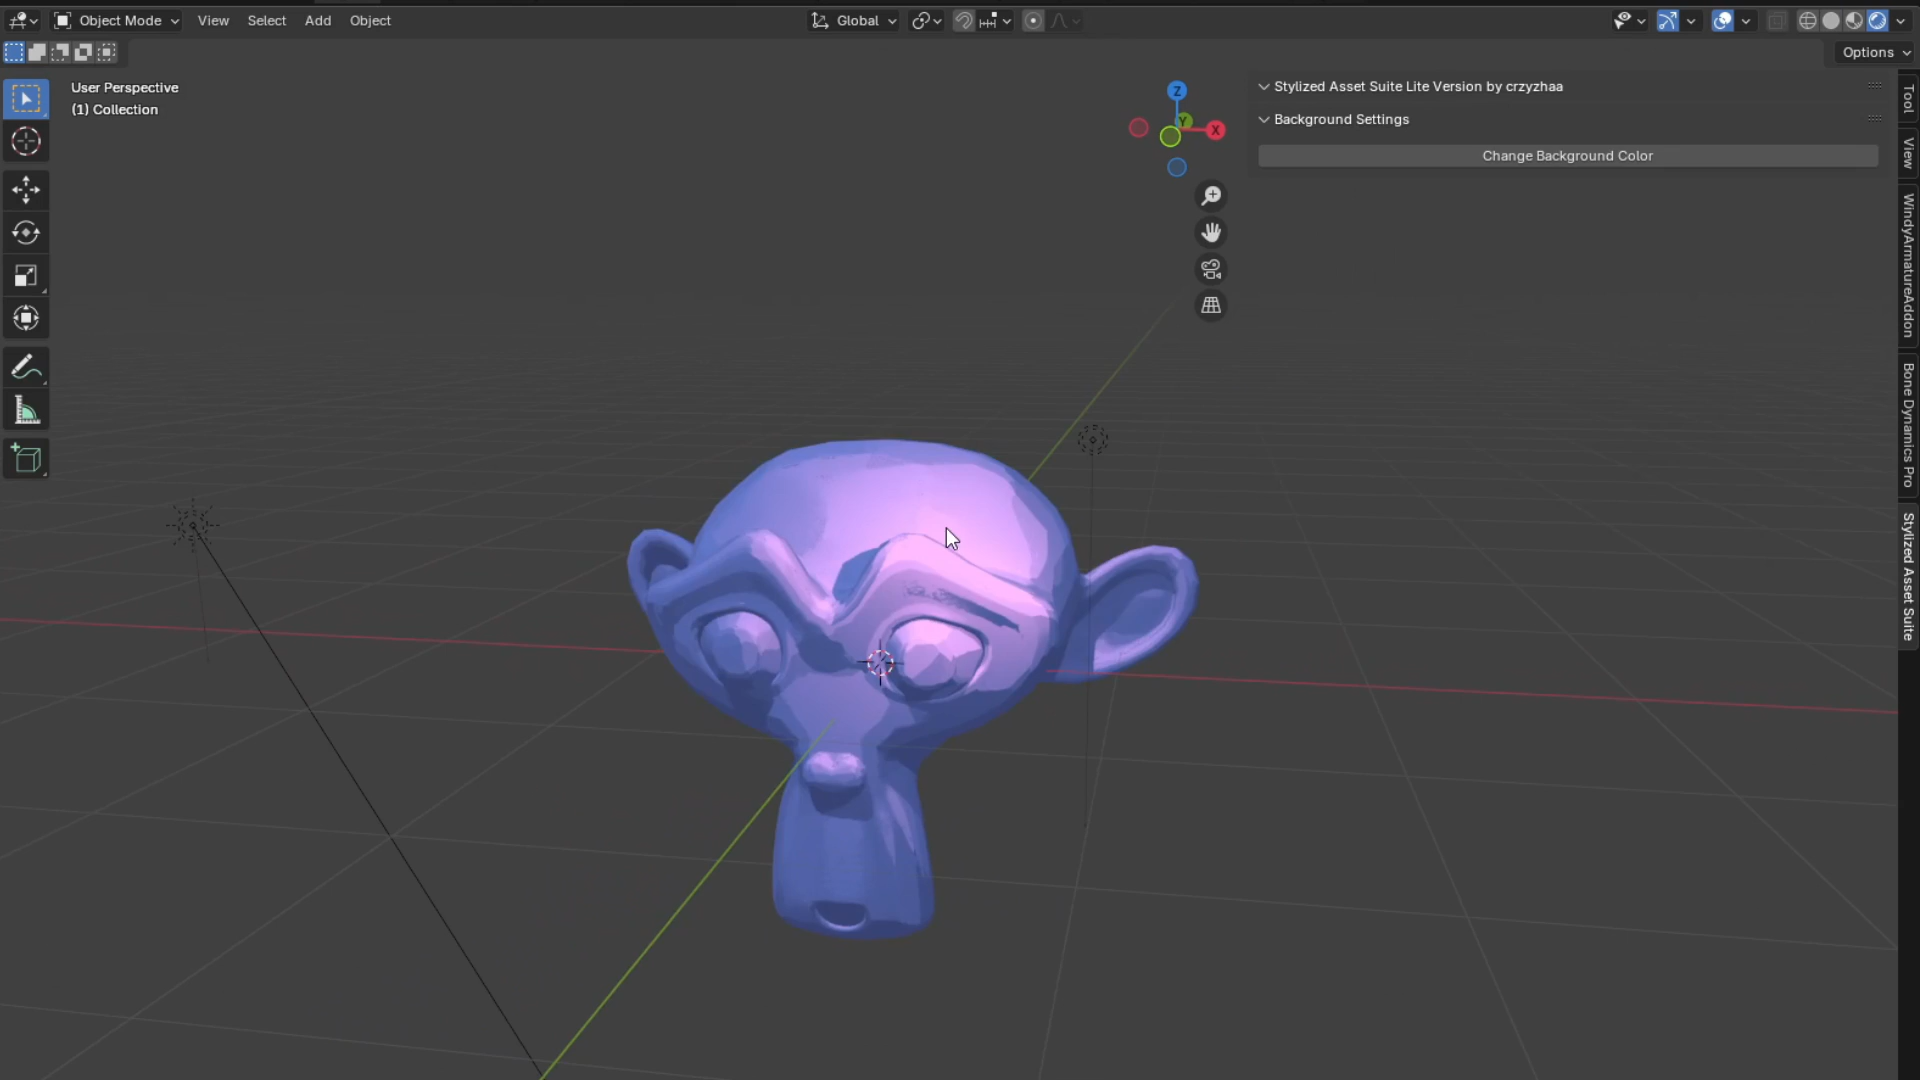 Object Mode
View
Select
Add
Object
Global
Options
User Perspective
(1) Collection
Z
Y
X
Stylized Asset Suite Lite Version by crzyzhaa
Background Settings
Change Background Color
Tool
View
WindyArmatureAddon
Bone Dynamics Pro
Stylized Asset Suite